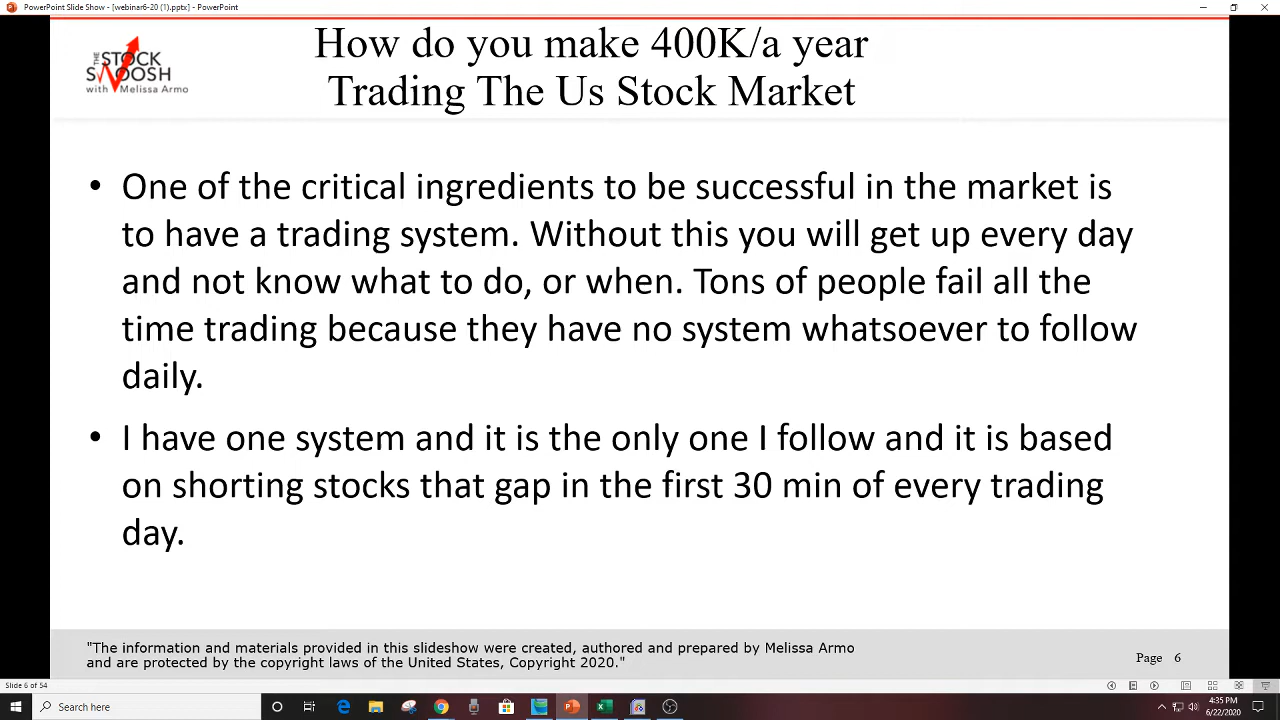 PowerPoint Slide Show - [webinar6-20 (1).pptx] - PowerPoint
THE STOCK
SWOOSH
with Melissa Armo
How do you make 400K/a year
Trading The Us Stock Market
• One of the critical ingredients to be successful in the market is
to have a trading system. Without this you will get up every day
and not know what to do, or when. Tons of people fail all the
time trading because they have no system whatsoever to follow
daily.
• I have one system and it is the only one I follow and it is based
on shorting stocks that gap in the first 30 min of every trading
day.
"The information and materials provided in this slideshow were created, authored and prepared by Melissa Armo
and are protected by the copyright laws of the United States, Copyright 2020."
Page 6
Slide 6 of 54
Search here
4:35 PM
6/22/2020